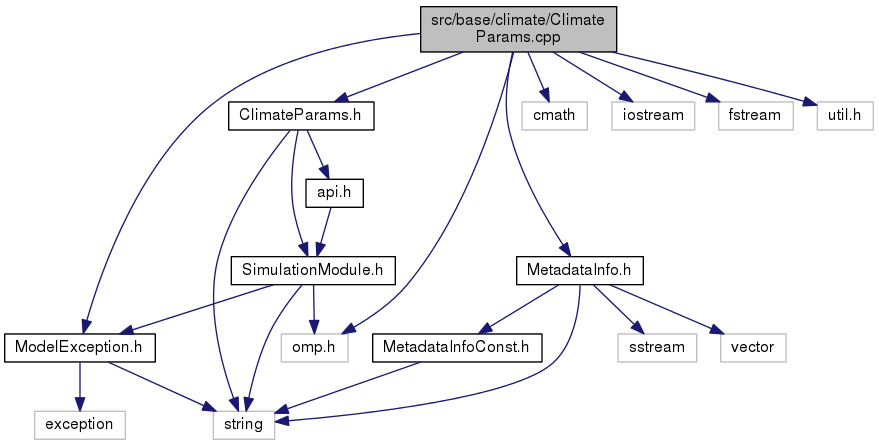 src/base/climate/Climate
Params.cpp
ClimateParams.h
cmath
iostream
fstream
util.h
api.h
SimulationModule.h
MetadataInfo.h
ModelException.h
omp.h
MetadataInfoConst.h
sstream
vector
exception
string